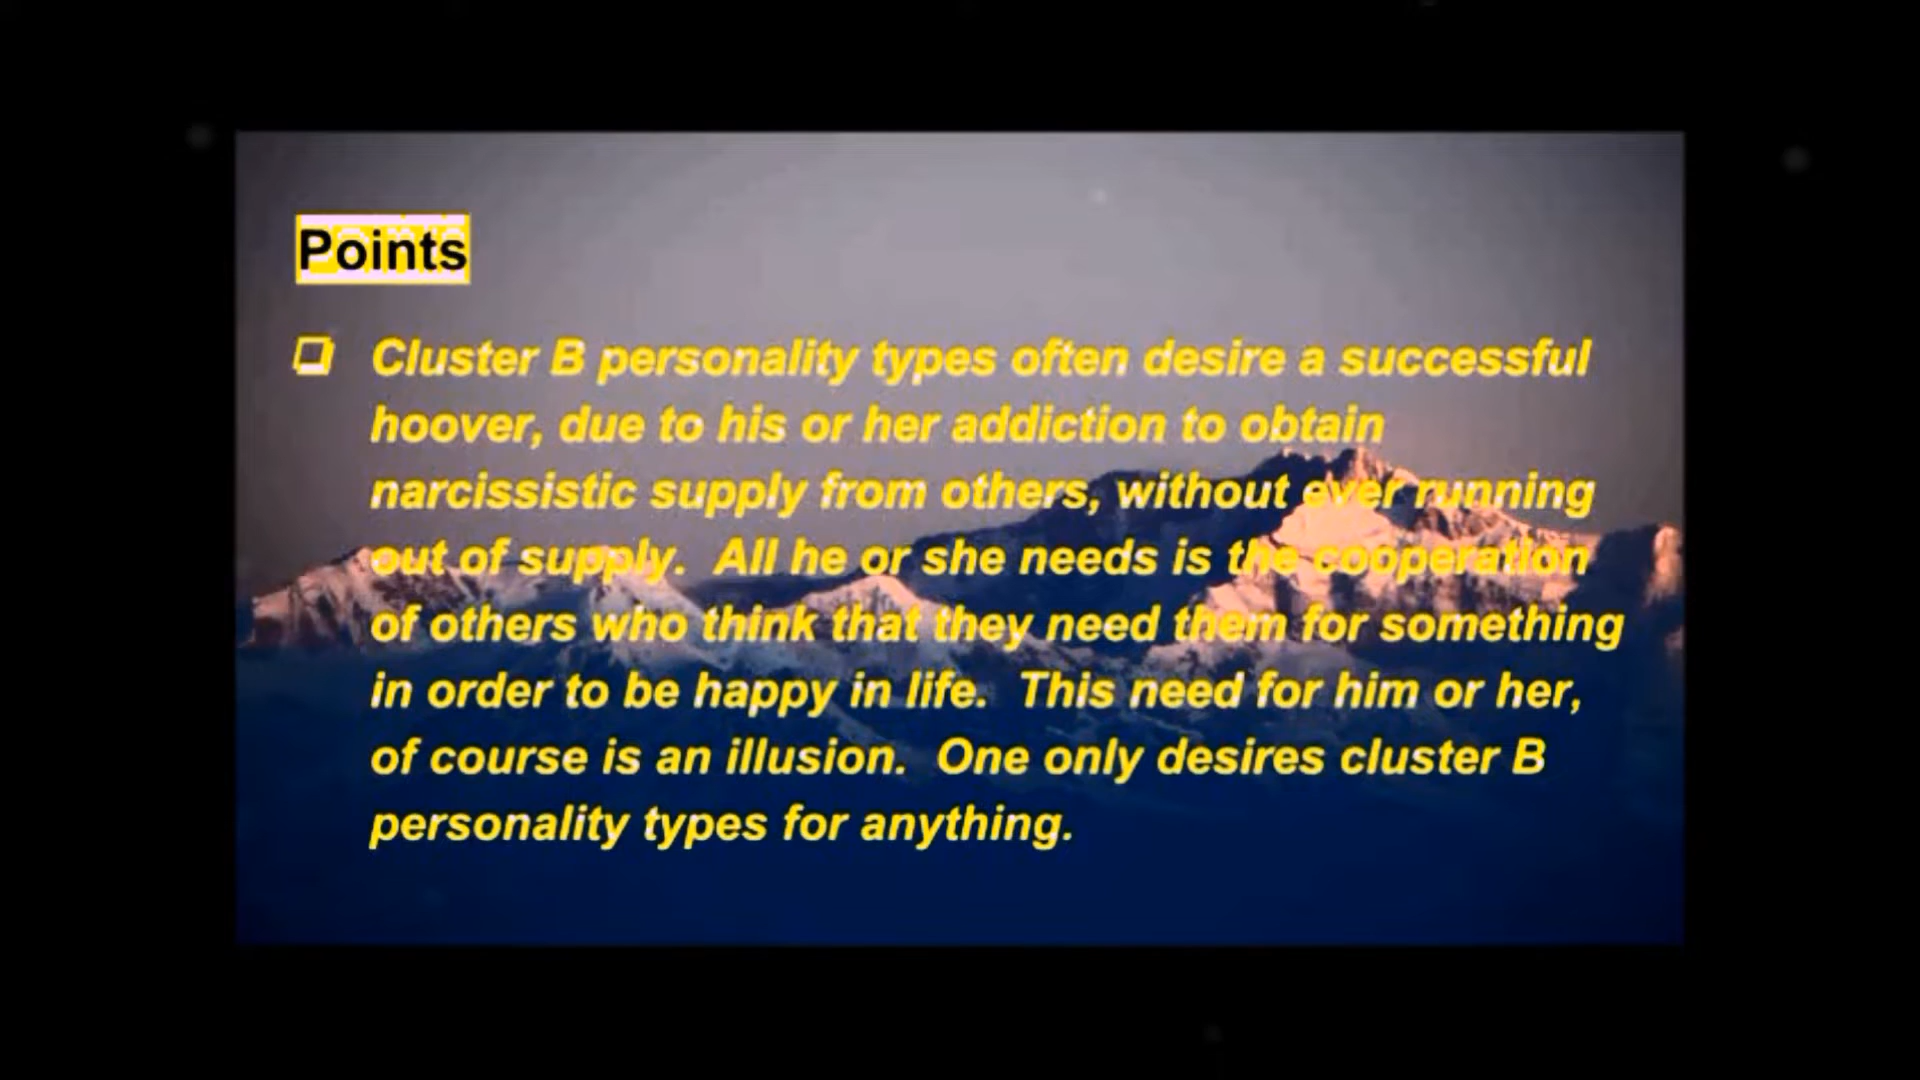 Points
Cluster B personality types often desire a successful
hoover, due to his or her addiction to obtain
narcissistic supply from others, without ever running
out of supply. All he or she needs is the cooperation
of others who think that they need them for something
in order to be happy in life. This need for him or her,
of course is an illusion. One only desires cluster B
personality types for anything.